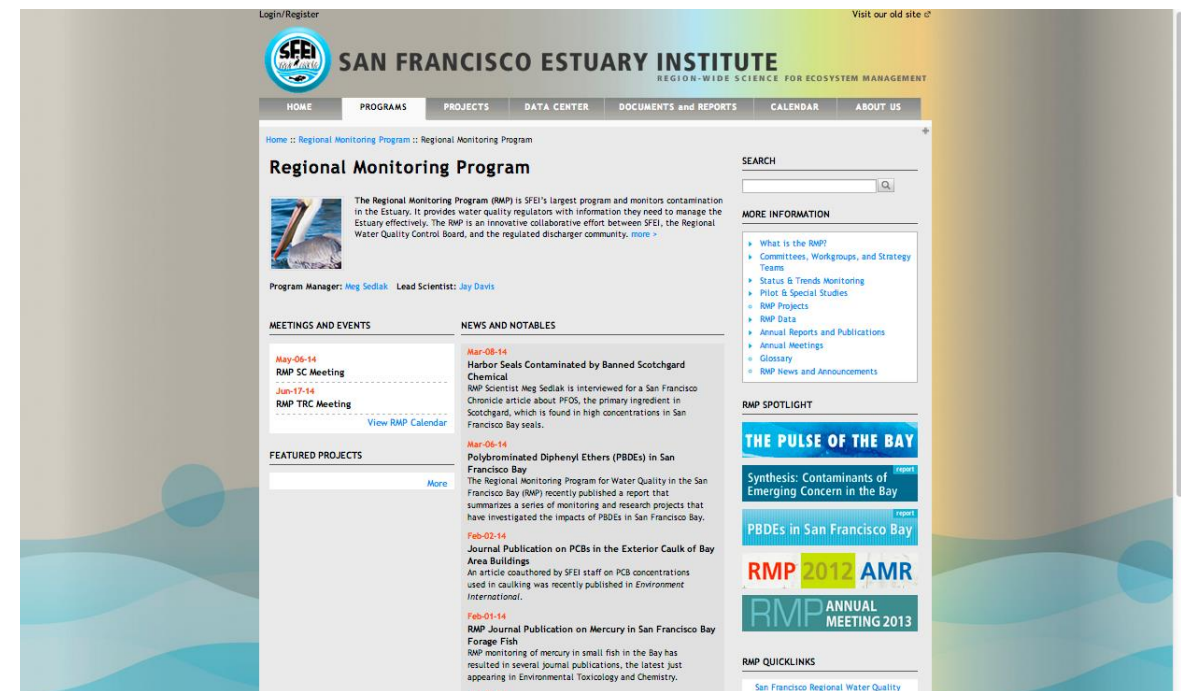 Login/Register
Visit our old site
SFEI
SAN FRANCISCO ESTUARY INSTITUTE
REGION-WIDE SCIENCE FOR ECOSYSTEM MANAGEMENT
HOME PROGRAMS PROJECTS DATA CENTER DOCUMENTS and REPORTS CALENDAR ABOUT US
Home :: Regional Monitoring Program :: Regional Monitoring Program
Regional Monitoring Program
The Regional Monitoring Program (RMP) is SFEI's largest program and monitors contamination
in the Estuary. It provides water quality regulators with information they need to manage the
Estuary effectively. The RMP is an innovative collaborative effort between SFEI, the Regional
Water Quality Control Board, and the regulated discharger community. more >
Program Manager: Meg Sedlak Lead Scientist: Jay Davis
MEETINGS AND EVENTS
May-06-14
RMP SC Meeting
Jun-17-14
RMP TRC Meeting
View RMP Calendar
FEATURED PROJECTS
More
NEWS AND NOTABLES
Mar-08-14
Harbor Seals Contaminated by Banned Scotchgard
Chemical
RMP Scientist Meg Sedlak is interviewed for a San Francisco
Chronicle article about PFOS, the primary ingredient in
Scotchgard, which is found in high concentrations in San
Francisco Bay seals.
Mar-06-14
Polybrominated Diphenyl Ethers (PBDEs) in San
Francisco Bay
The Regional Monitoring Program for Water Quality in the San
Francisco Bay (RMP) recently published a report that
summarizes a series of monitoring and research projects that
have investigated the impacts of PBDEs in San Francisco Bay.
Feb-02-14
Journal Publication on PCBs in the Exterior Caulk of Bay
Area Buildings
An article coauthored by SFEI staff on PCB concentrations
used in caulking was recently published in Environment
International.
Feb-01-14
RMP Journal Publication on Mercury in San Francisco Bay
Forage Fish
RMP monitoring of mercury in small fish in the Bay has
resulted in several journal publications, the latest just
appearing in Environmental Toxicology and Chemistry.
SEARCH
MORE INFORMATION
What is the RMP?
Committees, Workgroups, and Strategy
Teams
Status & Trends Monitoring
Pilot & Special Studies
RMP Projects
RMP Data
Annual Reports and Publications
Annual Meetings
Glossary
RMP News and Announcements
RMP SPOTLIGHT
THE PULSE OF THE BAY
report
Synthesis: Contaminants of
Emerging Concern in the Bay
report
PBDEs in San Francisco Bay
RMP 2012 AMR
RMP ANNUAL
MEETING 2013
RMP QUICKLINKS
San Francisco Regional Water Quality